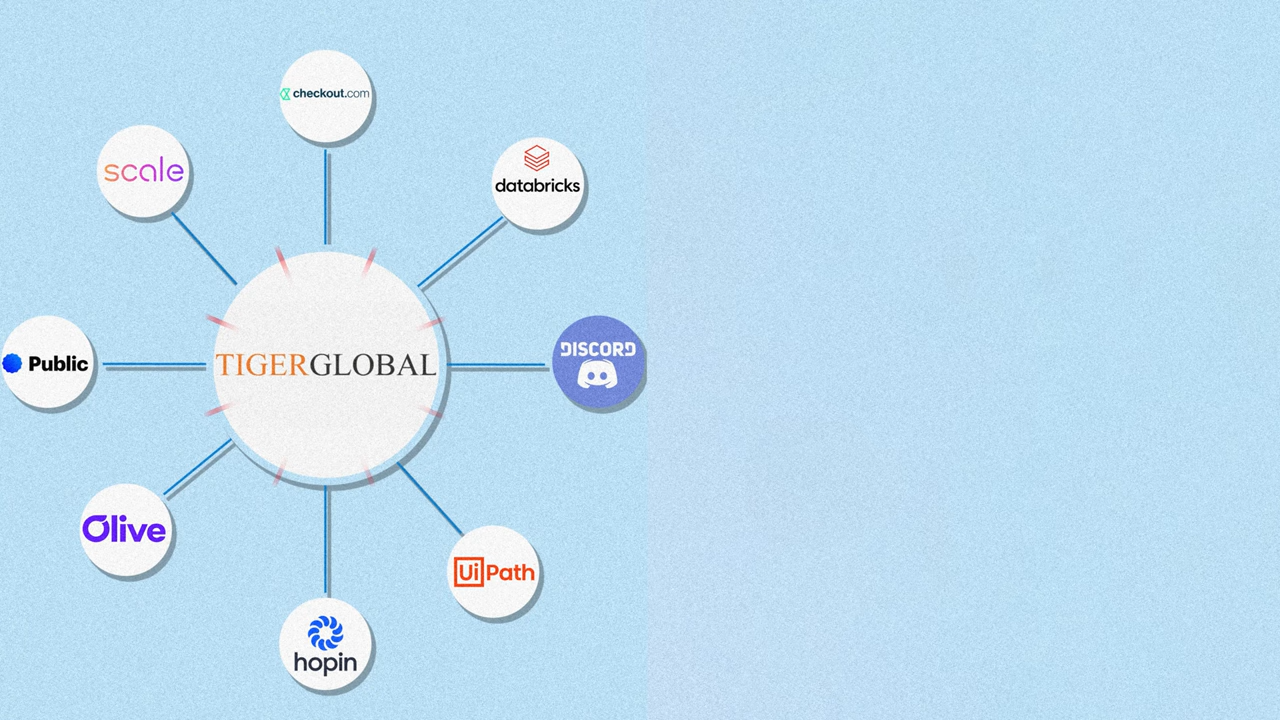 checkout.com
scale
databricks
Public
TIGERGLOBAL
DISCORD
Olive
UiPath
hopin